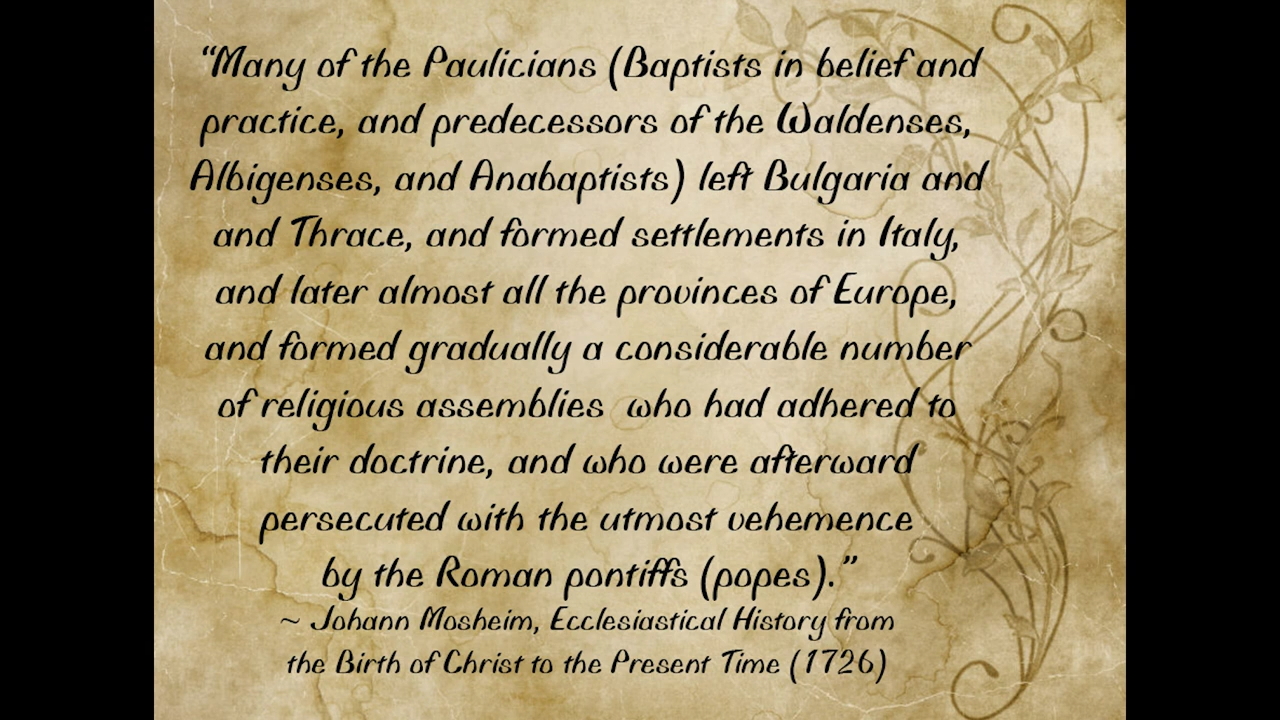 “Many of the Paulicians (Baptists in belief and
practice, and predecessors of the Waldenses,
Albigenses, and Anabaptists) left Bulgaria and
and Thrace, and formed settlements in Italy,
and later almost all the provinces of Europe,
and formed gradually a considerable number
of religious assemblies who had adhered to
their doctrine, and who were afterward
persecuted with the utmost vehemence
by the Roman pontiffs (popes).”
~ Johann Mosheim, Ecclesiastical History from
the Birth of Christ to the Present Time (1726)